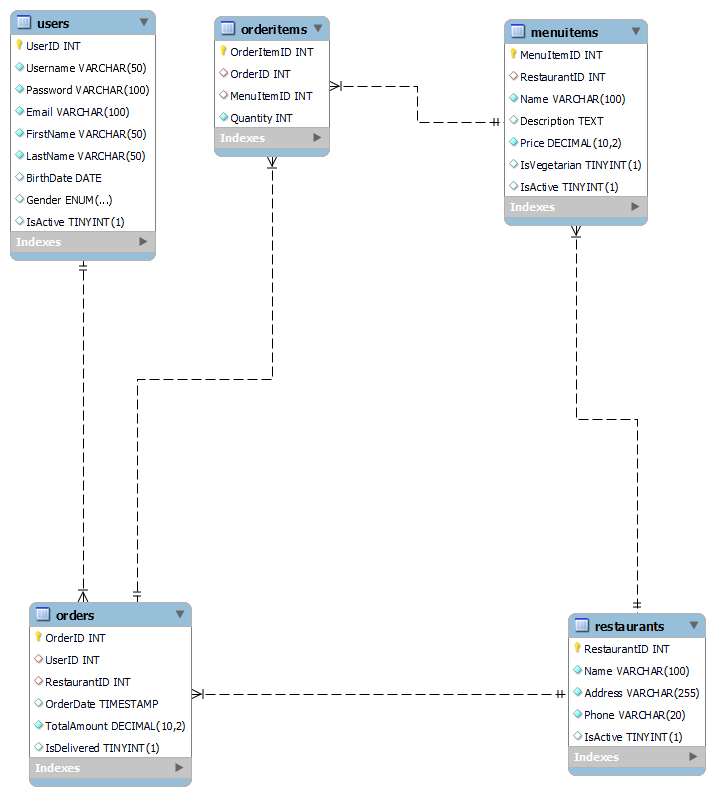 users
UserID INT
Username VARCHAR(50)
Password VARCHAR(100)
Email VARCHAR(100)
FirstName VARCHAR(50)
LastName VARCHAR(50)
BirthDate DATE
Gender ENUM(...)
IsActive TINYINT(1)
Indexes
orderitems
OrderItemID INT
OrderID INT
MenuItemID INT
Quantity INT
Indexes
menuitems
MenuItemID INT
RestaurantID INT
Name VARCHAR(100)
Description TEXT
Price DECIMAL(10,2)
IsVegetarian TINYINT(1)
IsActive TINYINT(1)
Indexes
orders
OrderID INT
UserID INT
RestaurantID INT
OrderDate TIMESTAMP
TotalAmount DECIMAL(10,2)
IsDelivered TINYINT(1)
Indexes
restaurants
RestaurantID INT
Name VARCHAR(100)
Address VARCHAR(255)
Phone VARCHAR(20)
IsActive TINYINT(1)
Indexes